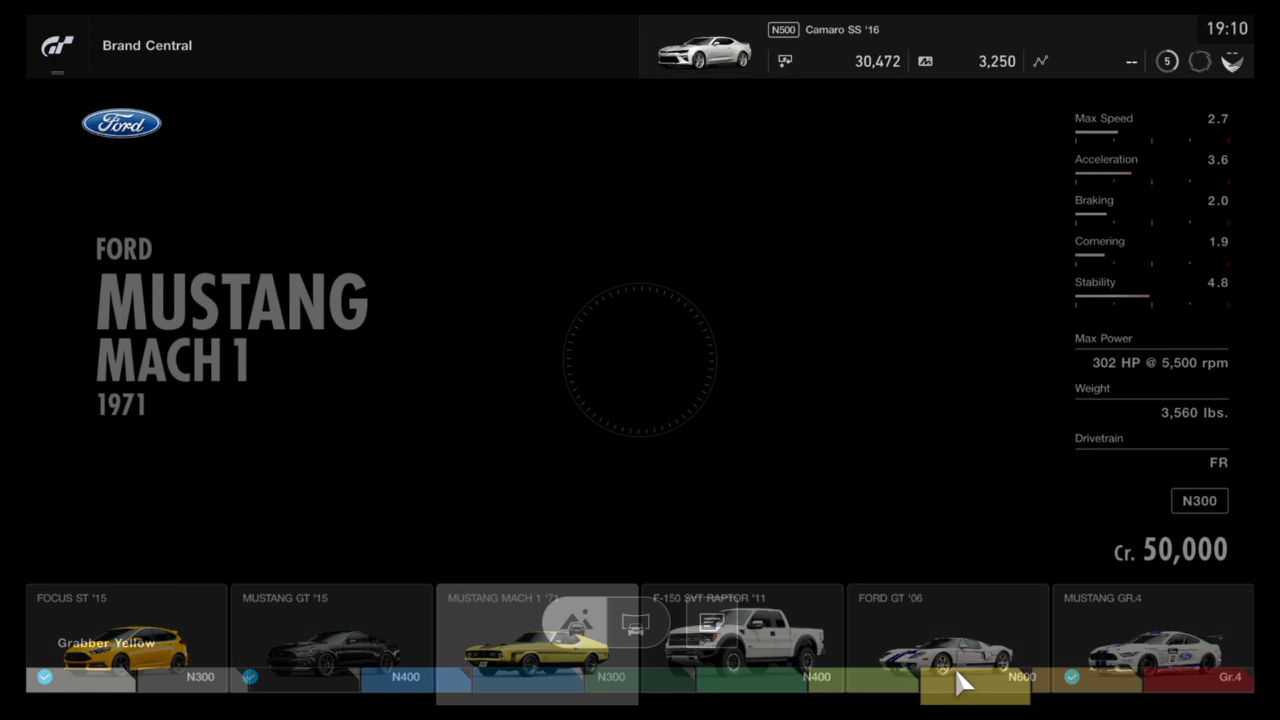 Brand Central
N500 Camaro SS '16
19:10
30,472
3,250
--
5
--
Ford
FORD
MUSTANG
MACH 1
1971
Max Speed 2.7
Acceleration 3.6
Braking 2.0
Cornering 1.9
Stability 4.8
Max Power
302 HP @ 5,500 rpm
Weight
3,560 lbs.
Drivetrain
FR
N300
Cr. 50,000
FOCUS ST '15
MUSTANG GT '15
MUSTANG MACH 1 '71
F-150 SVT RAPTOR '11
FORD GT '06
MUSTANG GR.4
Grabber Yellow
N300
N400
N300
N400
N600
Gr.4